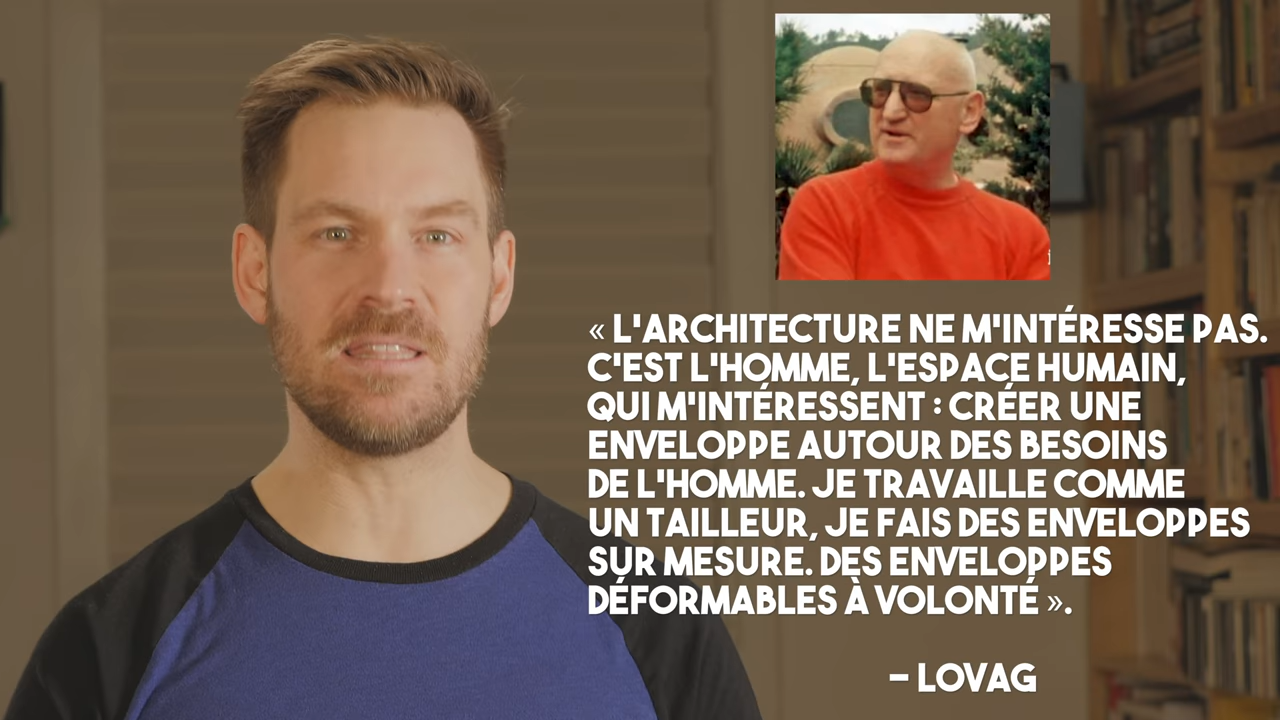 « L'ARCHITECTURE NE M'INTÉRESSE PAS.
C'EST L'HOMME, L'ESPACE HUMAIN,
QUI M'INTÉRESSENT : CRÉER UNE
ENVELOPPE AUTOUR DES BESOINS
DE L'HOMME. JE TRAVAILLE COMME
UN TAILLEUR, JE FAIS DES ENVELOPPES
SUR MESURE. DES ENVELOPPES
DÉFORMABLES À VOLONTÉ ».
– LOVAG